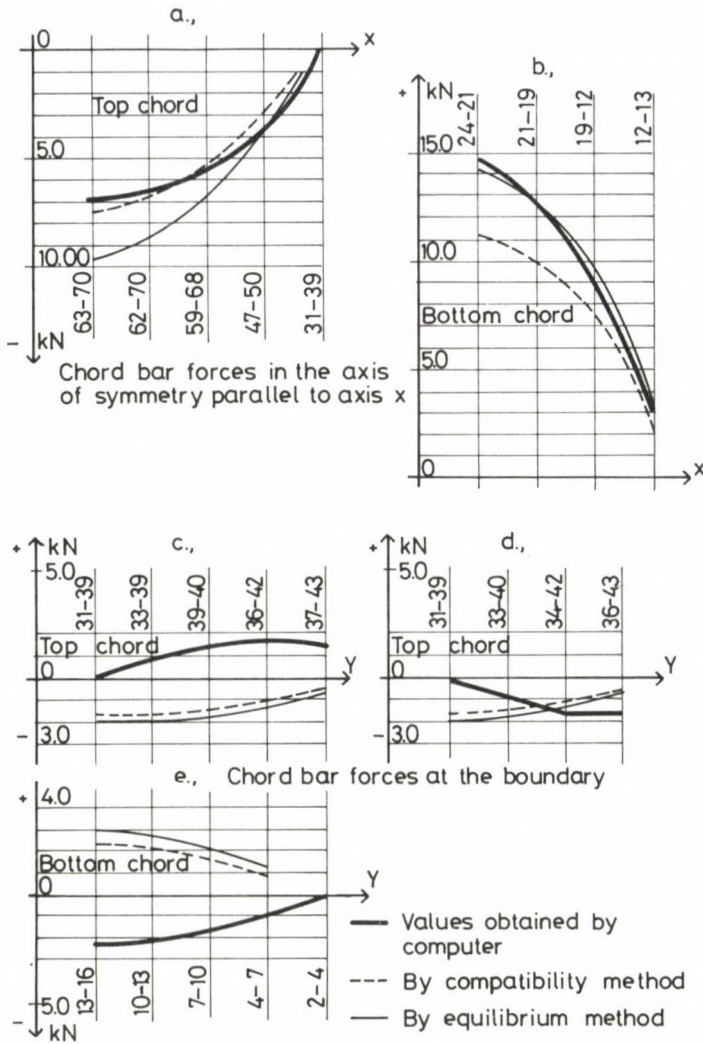 a.,
0
x
Top chord
5.0
10.00
63-70
62-70
59-68
47-50
31-39
-
kN
Chord bar forces in the axis
of symmetry parallel to axis x
b.,
+
kN
24-21
21-19
19-12
12-13
15.0
10.0
Bottom chord
5.0
0
x
+
kN
c.,
5.0
31-39
33-39
39-40
36-42
37-43
Top chord
0
Y
-
3.0
+
kN
d.,
5.0
31-39
33-40
34-42
36-43
Top chord
0
Y
-
3.0
e., Chord bar forces at the boundary
+
4.0
Bottom chord
0
Y
13-16
10-13
7-10
4-7
2-4
5.0
-
kN
Values obtained by
computer
By compatibility method
By equilibrium method